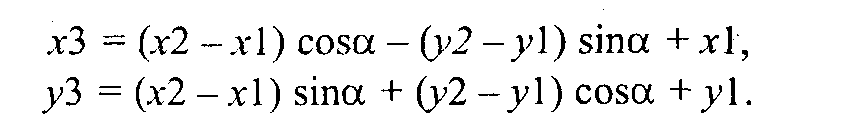 x3 = (x2 – x1) cosα – (y2 – y1) sinα + x1,
y3 = (x2 – x1) sinα + (y2 – y1) cosα + y1.